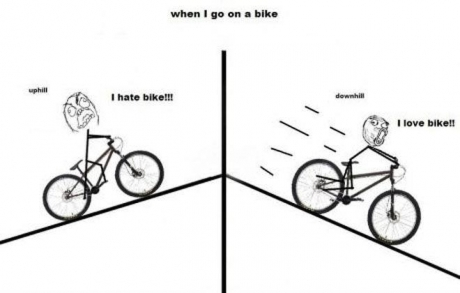 when I go on a bike
uphill
I hate bike!!!
downhill
I love bike!!